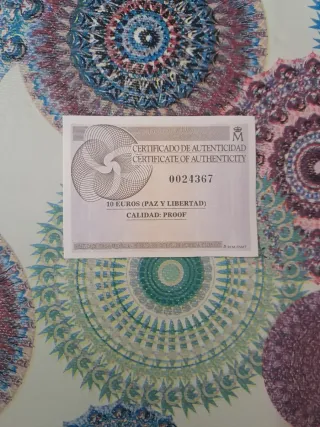 M
CERTIFICADO DE AUTENTICIDAD
CERTIFICATE OF AUTHENTICITY
0024367
10 EUROS (PAZ Y LIBERTAD)
CALIDAD: PROOF